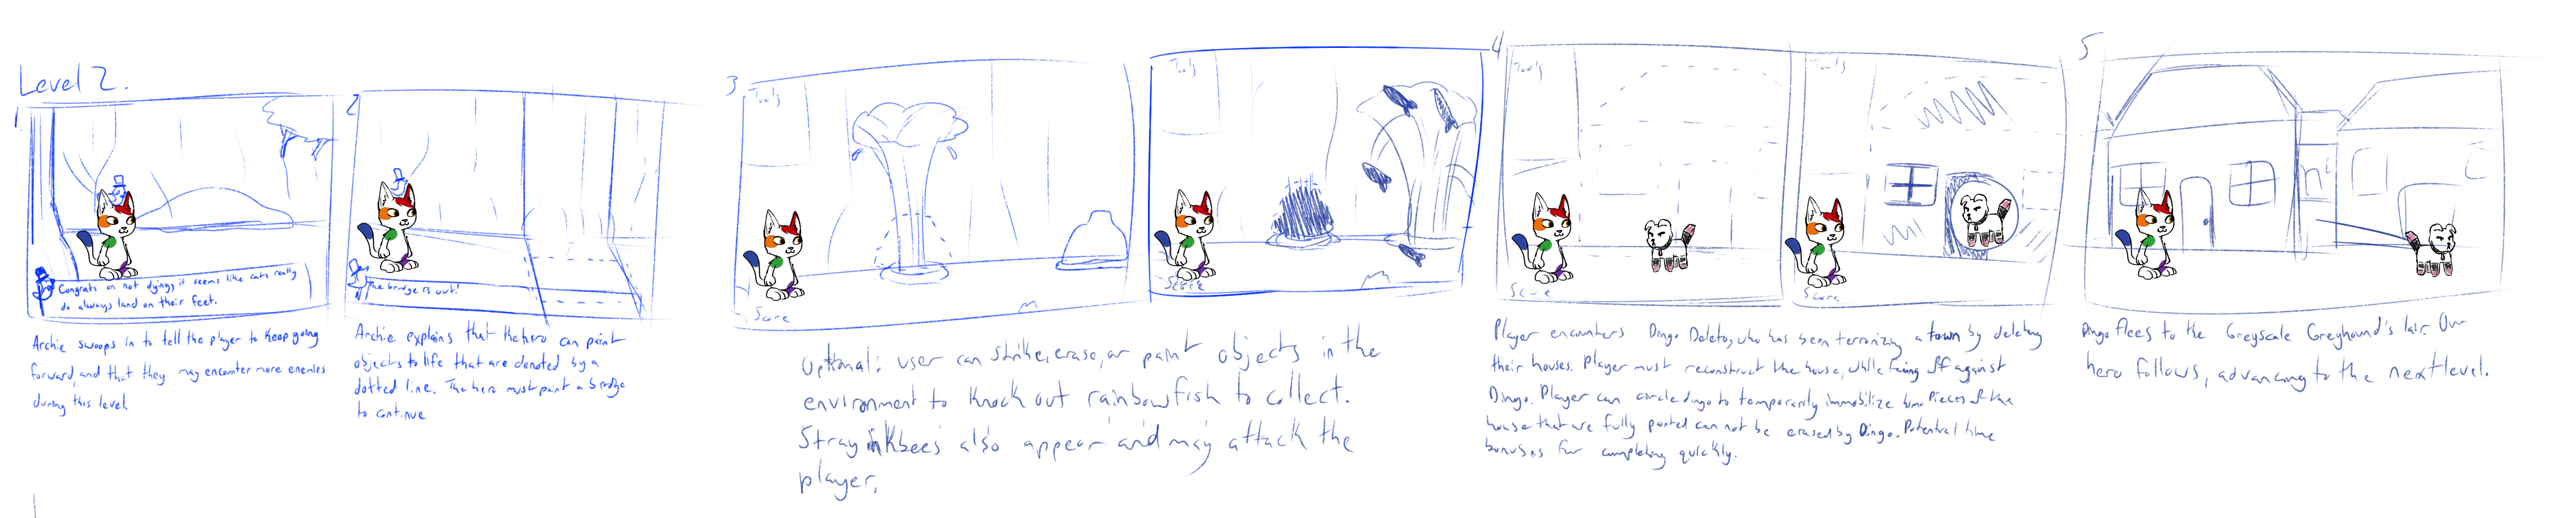 Level 2.
1.
Congrats on not dying, it seems like cats really
do always land on their feet.
Archie swoops in to tell the player to keep going
forward, and that they may encounter more enemies
during this level.
2
The bridge is out!
Archie explains that the hero can paint
objects to life that are denoted by a
dotted line. The hero must paint a bridge
to continue
3
Tools
Score
Tools
Score
Optional: user can strike, erase, or paint objects in the
environment to knock out rainbowfish to collect.
Stray inkbees also appear and may attack the
player.
4
Tools
Score
Tools
Score
Player encounters Dingo Deleto, who has been terrorizing a town by deleting
their houses. Player must reconstruct the house, while facing off against
Dingo. Player can circle dingo to temporarily immobilize him. Pieces of the
house that are fully painted can not be erased by Dingo. Potential time
bonuses for completing quickly.
5
Dingo flees to the Greyscale Greyhound's lair. Our
hero follows, advancing to the next level.